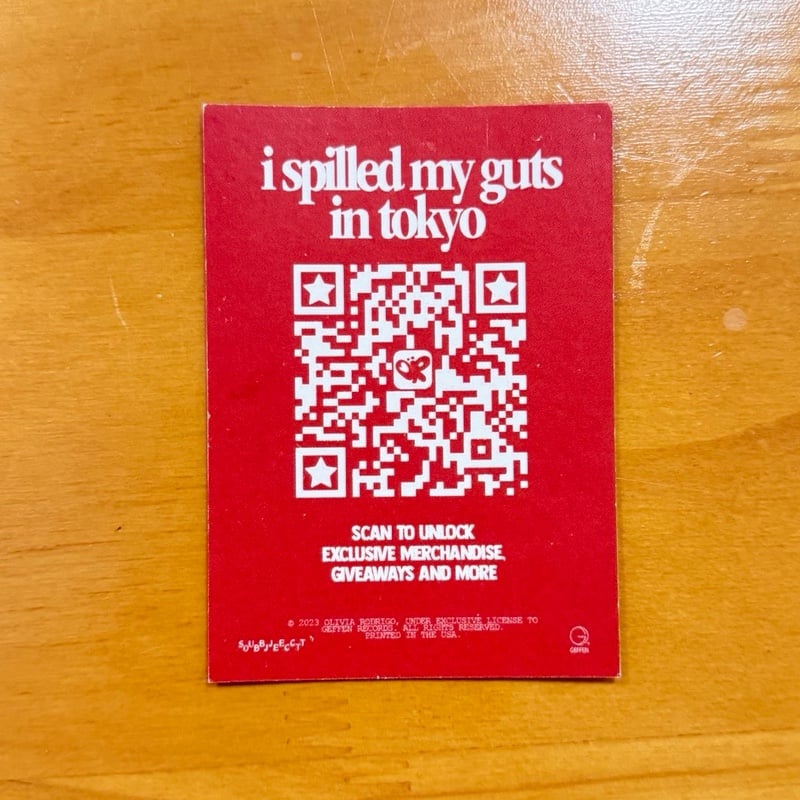 i spilled my guts
in tokyo
SCAN TO UNLOCK
EXCLUSIVE MERCHANDISE,
GIVEAWAYS AND MORE
© 2023 OLIVIA RODRIGO, UNDER EXCLUSIVE LICENSE TO
GEFFEN RECORDS. ALL RIGHTS RESERVED.
PRINTED IN THE USA.
SUBJECT
GEFFEN